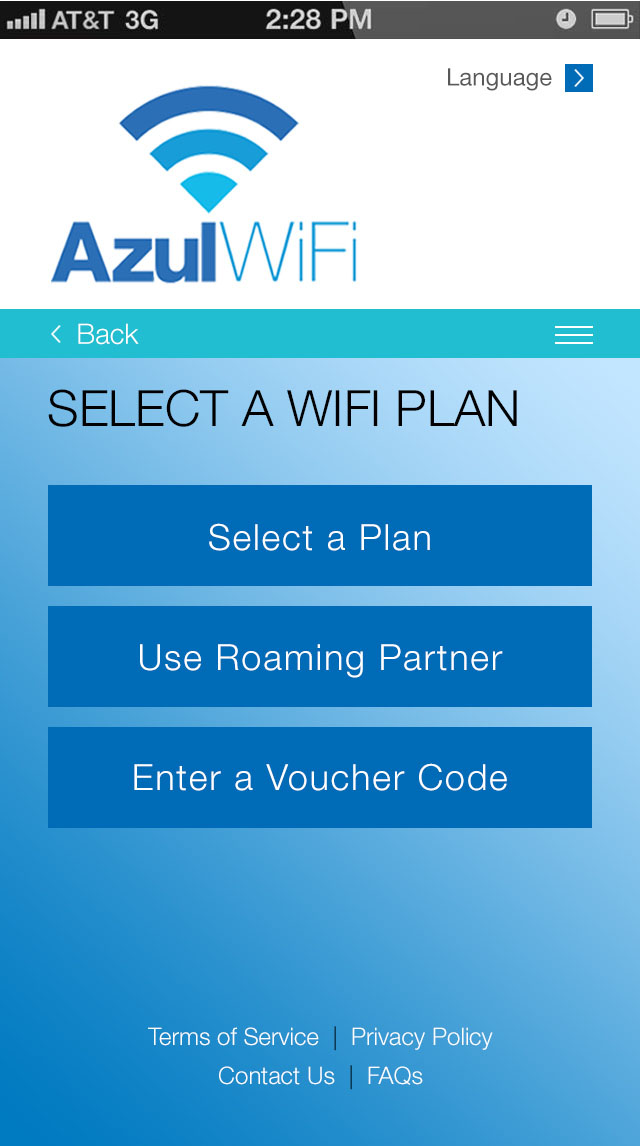 AT&T 3G 2:28 PM
Language
AzulWiFi
Back
SELECT A WIFI PLAN
Select a Plan
Use Roaming Partner
Enter a Voucher Code
Terms of Service | Privacy Policy
Contact Us | FAQs